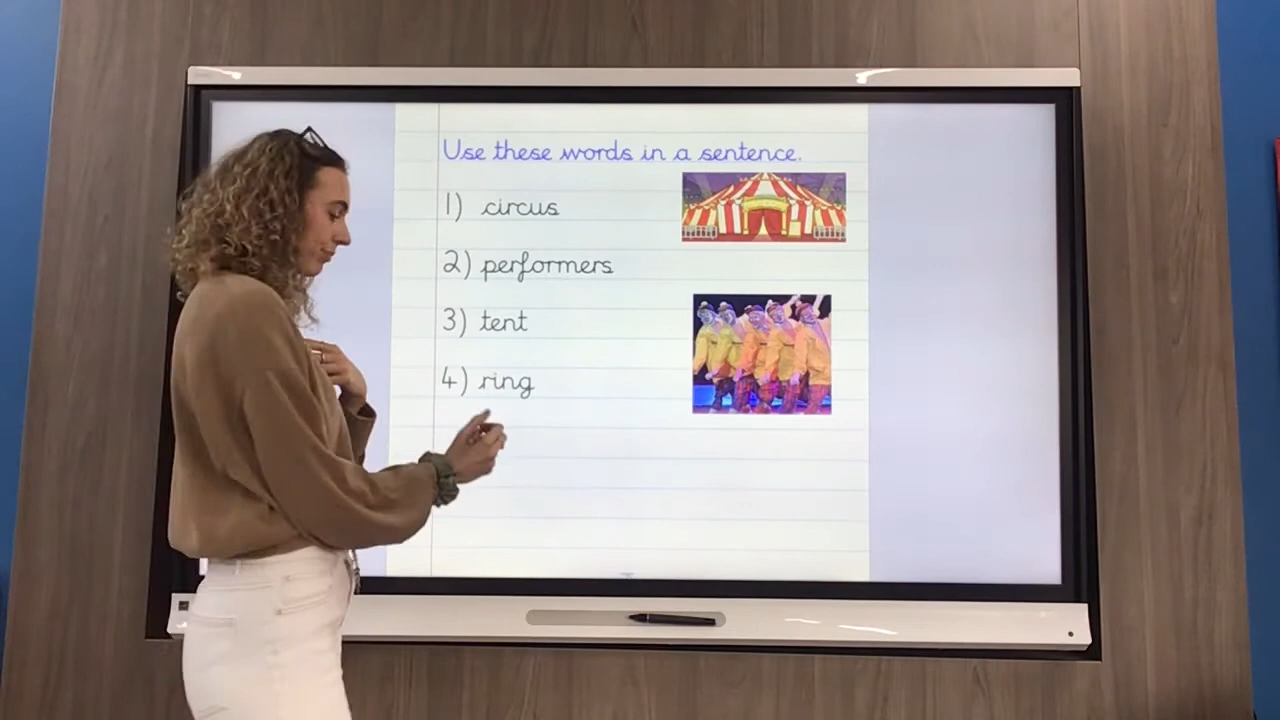 Use these words in a sentence.
1) circus
2) performers
3) tent
4) ring